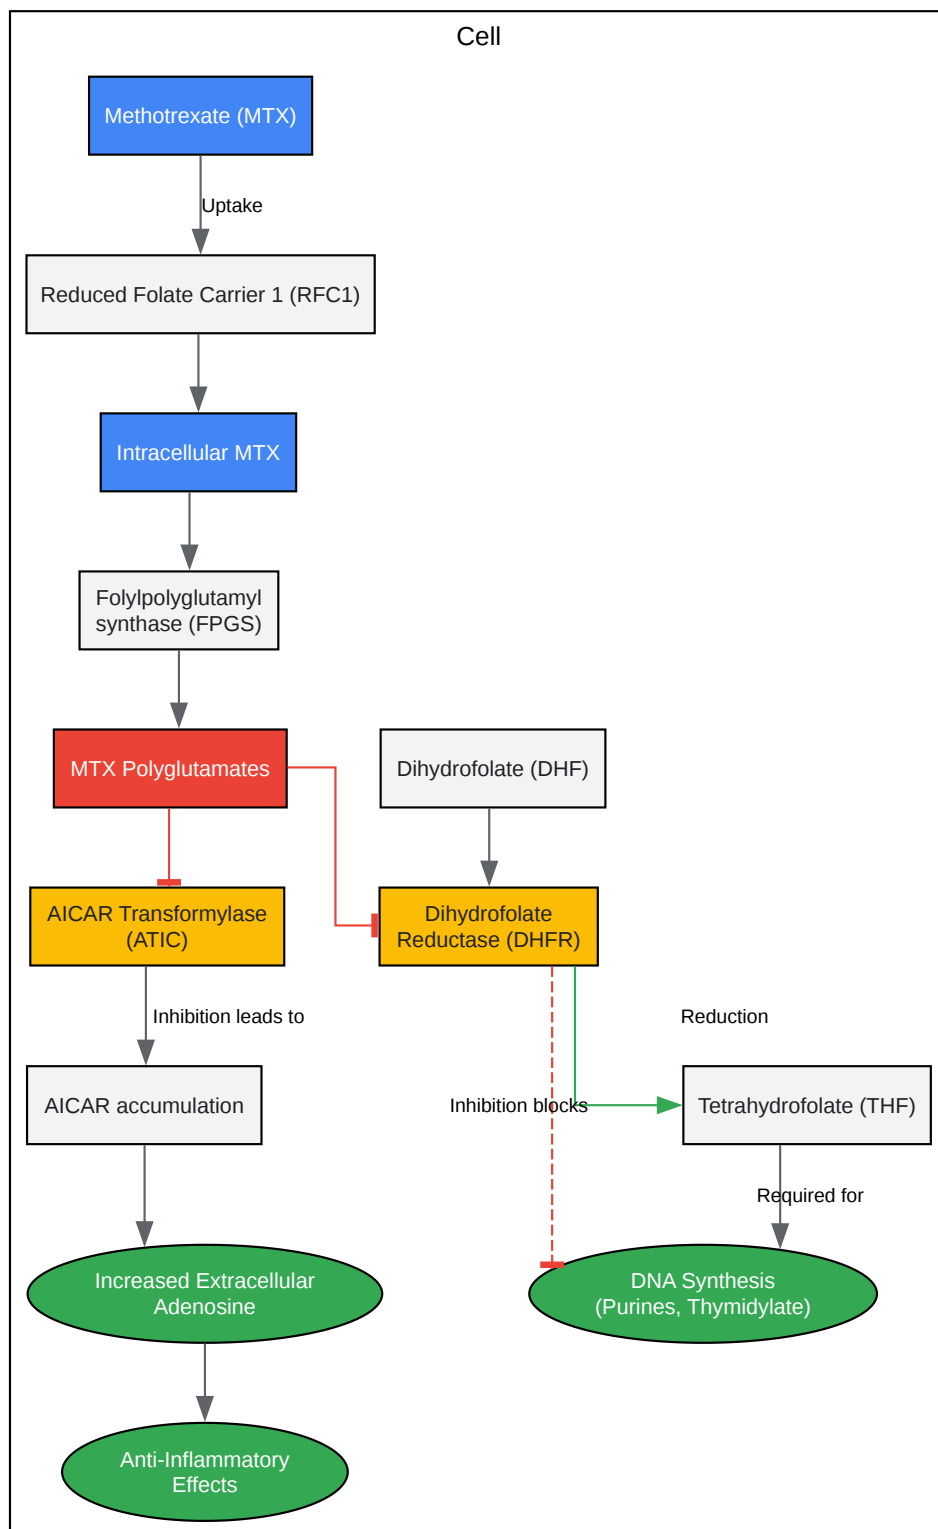 Cell
Methotrexate (MTX)
Uptake
Reduced Folate Carrier 1 (RFC1)
Intracellular MTX
Folylpolyglutamyl
synthase (FPGS)
MTX Polyglutamates
Dihydrofolate (DHF)
AICAR Transformylase
(ATIC)
Dihydrofolate
Reductase (DHFR)
Inhibition leads to
Reduction
AICAR accumulation
Inhibition blocks
Tetrahydrofolate (THF)
Required for
Increased Extracellular
Adenosine
DNA Synthesis
(Purines, Thymidylate)
Anti-Inflammatory
Effects